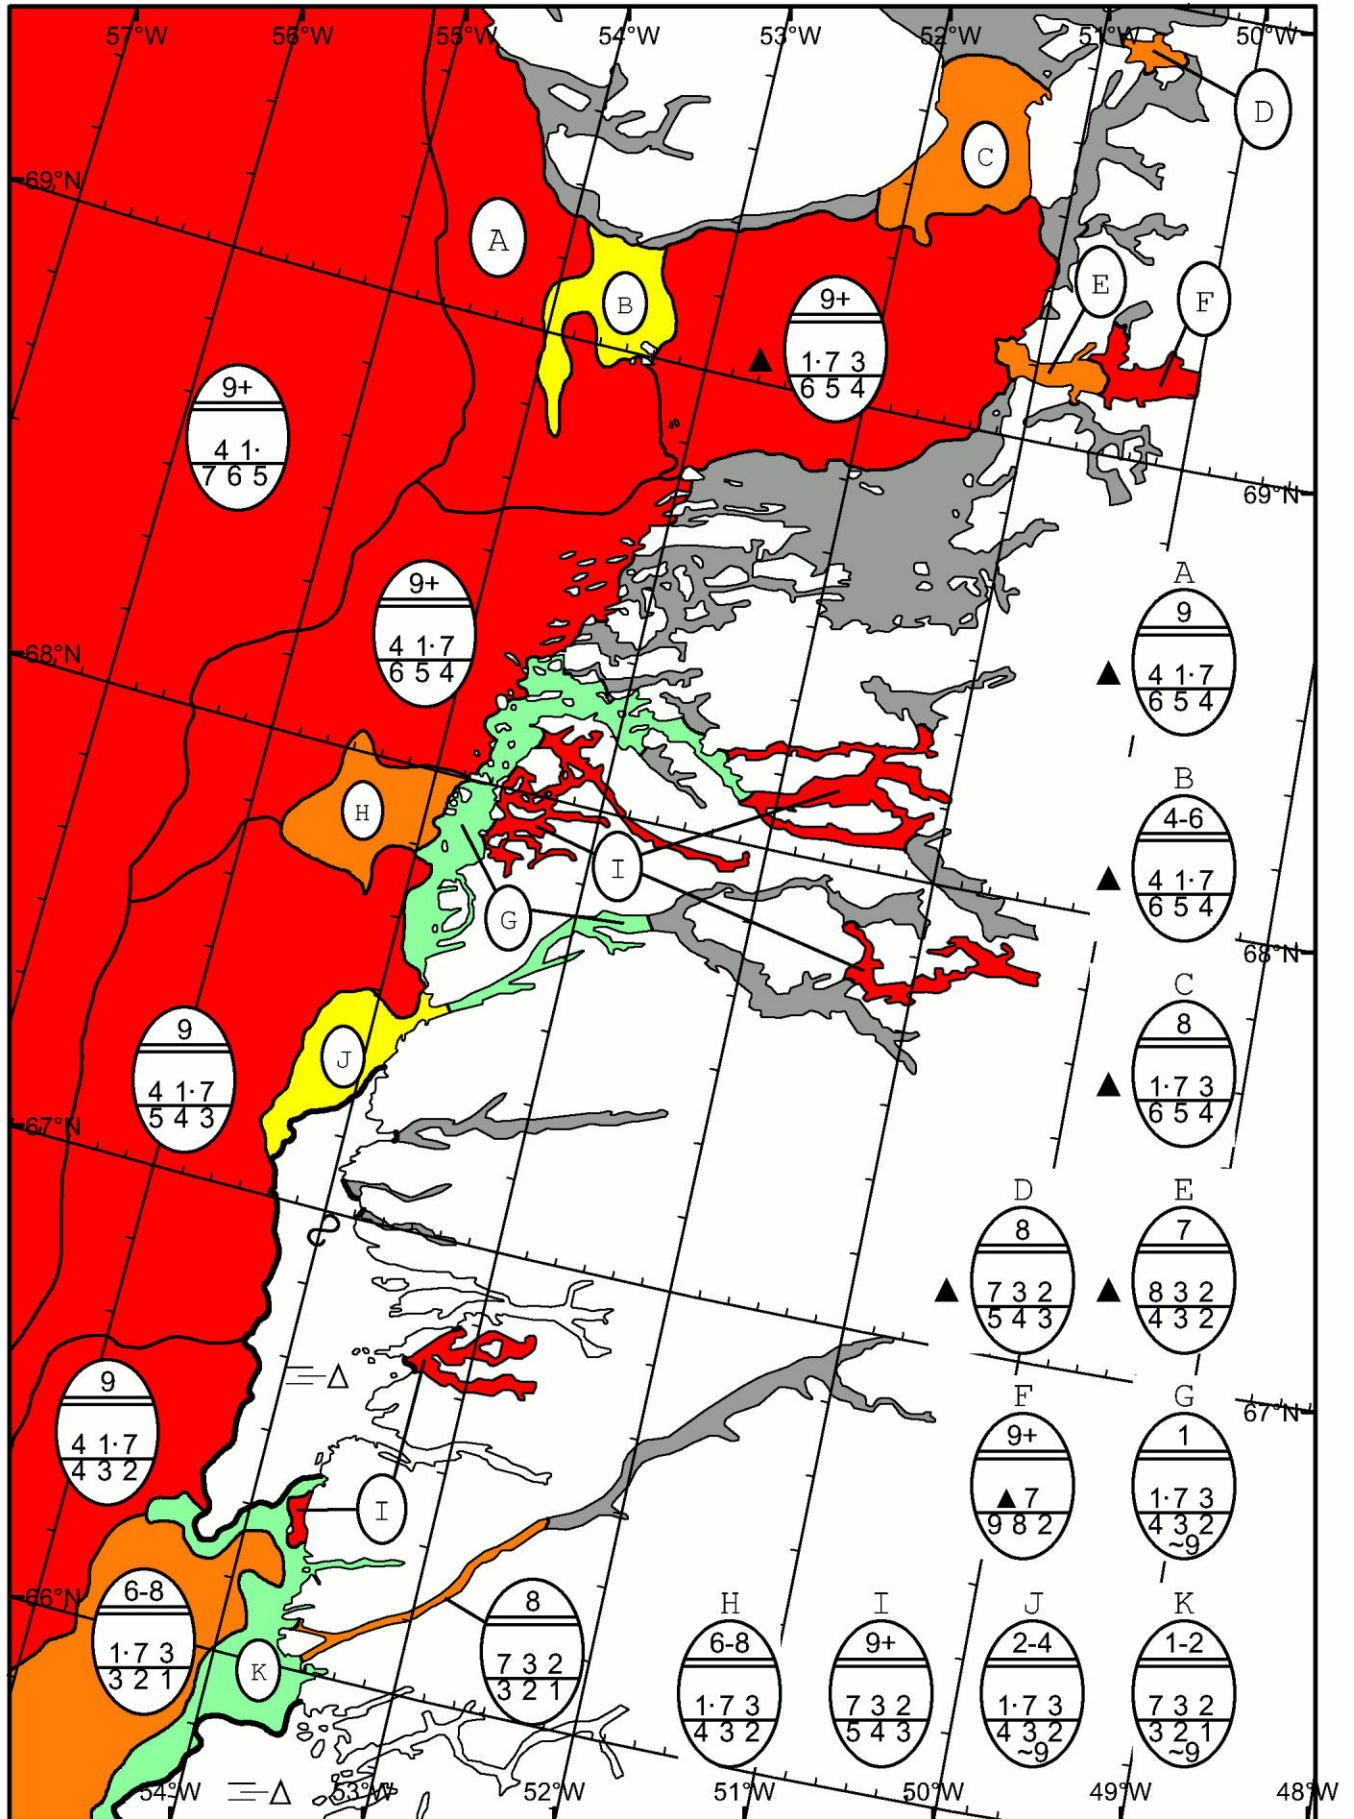 57°W 56°W 55°W 54°W 53°W 52°W 51°W 50°W
D
C
69°N
A
E
F
B
9+
1·7 3
6 5 4
9+
4 1·
7 6 5
69°N
9+
4 1·7
6 5 4
A
9
4 1·7
6 5 4
68°N
B
4-6
4 1·7
6 5 4
H
I
G
68°N
C
8
1·7 3
6 5 4
9
4 1·7
5 4 3
J
67°N
D
8
7 3 2
5 4 3
E
7
8 3 2
4 3 2
9
4 1·7
4 3 2
67°N
F
9+
▲7
9 8 2
G
1
1·7 3
4 3 2
~9
I
66°N
6-8
1·7 3
3 2 1
K
8
7 3 2
3 2 1
H
6-8
1·7 3
4 3 2
I
9+
7 3 2
5 4 3
J
2-4
1·7 3
4 3 2
~9
K
1-2
7 3 2
3 2 1
~9
54°W 53°W 52°W 51°W 50°W 49°W 48°W